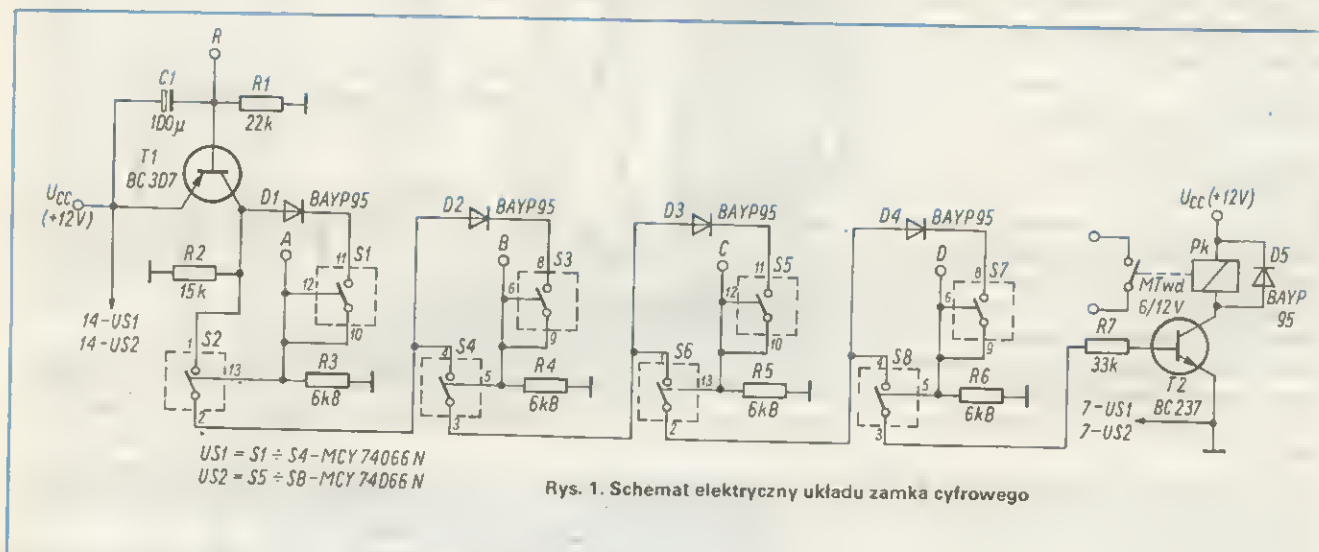 R
C1
100µ
R1
22k
T1
BC307
UCC
(+12V)
D1
BAYP95
A
S1
11
12
10
R2
15k
14-US1
14-US2
S2
1
13
2
R3
6k8
D2
BAYP95
B
S3
8
6
9
S4
4
5
3
R4
6k8
D3
BAYP95
C
S5
11
12
10
S6
1
13
2
R5
6k8
D4
BAYP95
D
S7
8
6
9
S8
4
5
3
R6
6k8
UCC(+12V)
Pk
D5
BAYP
95
MTwd
6/12V
R7
33k
T2
BC237
7-US1
7-US2
US1 = S1 ÷ S4-MCY 74066 N
US2 = S5 ÷ S8-MCY 74066 N
Rys. 1. Schemat elektryczny układu zamka cyfrowego